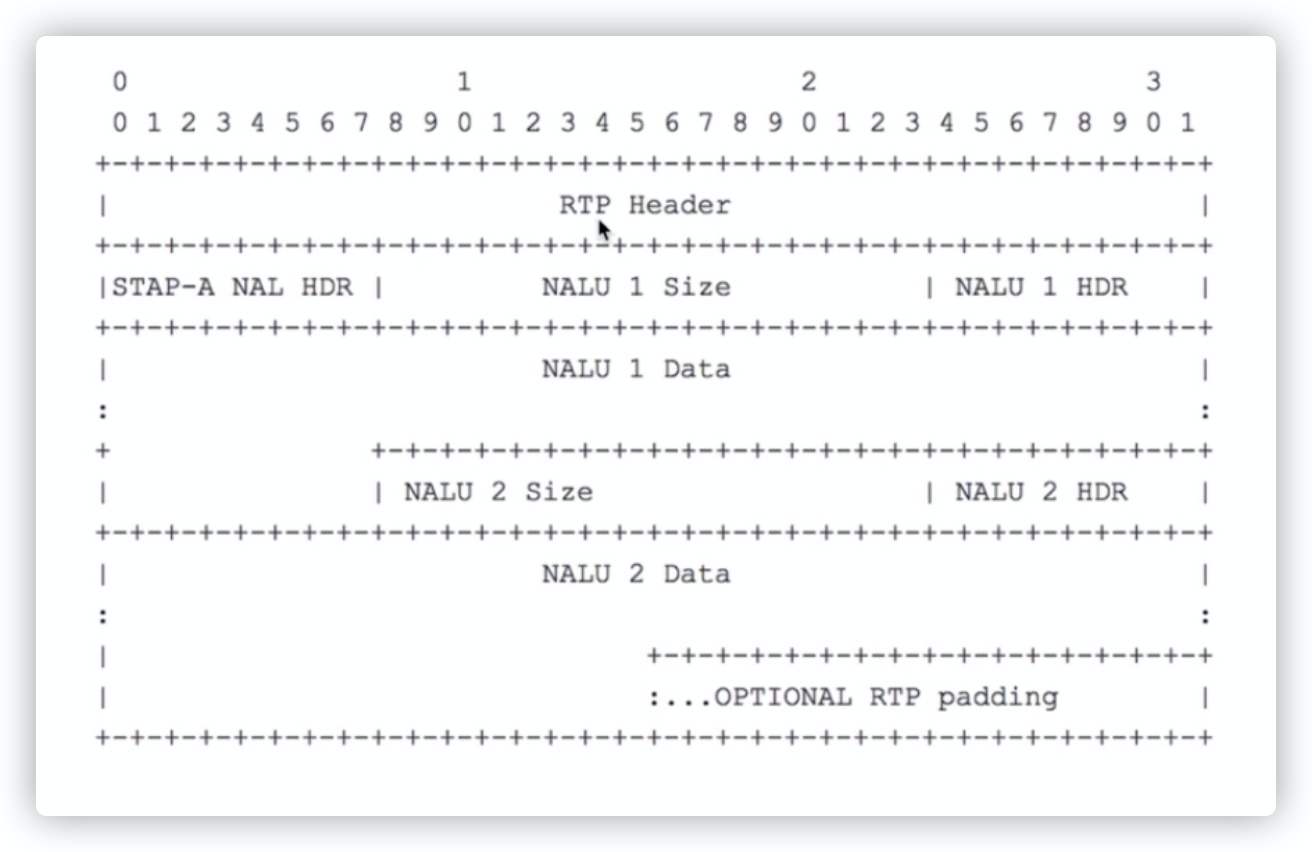 0                   1                   2                   3
 0 1 2 3 4 5 6 7 8 9 0 1 2 3 4 5 6 7 8 9 0 1 2 3 4 5 6 7 8 9 0 1
+-+-+-+-+-+-+-+-+-+-+-+-+-+-+-+-+-+-+-+-+-+-+-+-+-+-+-+-+-+-+-+-+
|                          RTP Header                           |
+-+-+-+-+-+-+-+-+-+-+-+-+-+-+-+-+-+-+-+-+-+-+-+-+-+-+-+-+-+-+-+-+
|STAP-A NAL HDR |         NALU 1 Size           | NALU 1 HDR    |
+-+-+-+-+-+-+-+-+-+-+-+-+-+-+-+-+-+-+-+-+-+-+-+-+-+-+-+-+-+-+-+-+
|                         NALU 1 Data                           |
:                                                               :
+               +-+-+-+-+-+-+-+-+-+-+-+-+-+-+-+-+-+-+-+-+-+-+-+-+
|               | NALU 2 Size                   | NALU 2 HDR    |
+-+-+-+-+-+-+-+-+-+-+-+-+-+-+-+-+-+-+-+-+-+-+-+-+-+-+-+-+-+-+-+-+
|                         NALU 2 Data                           |
:                                                               :
|                               +-+-+-+-+-+-+-+-+-+-+-+-+-+-+-+-+
|                               :...OPTIONAL RTP padding        |
+-+-+-+-+-+-+-+-+-+-+-+-+-+-+-+-+-+-+-+-+-+-+-+-+-+-+-+-+-+-+-+-+